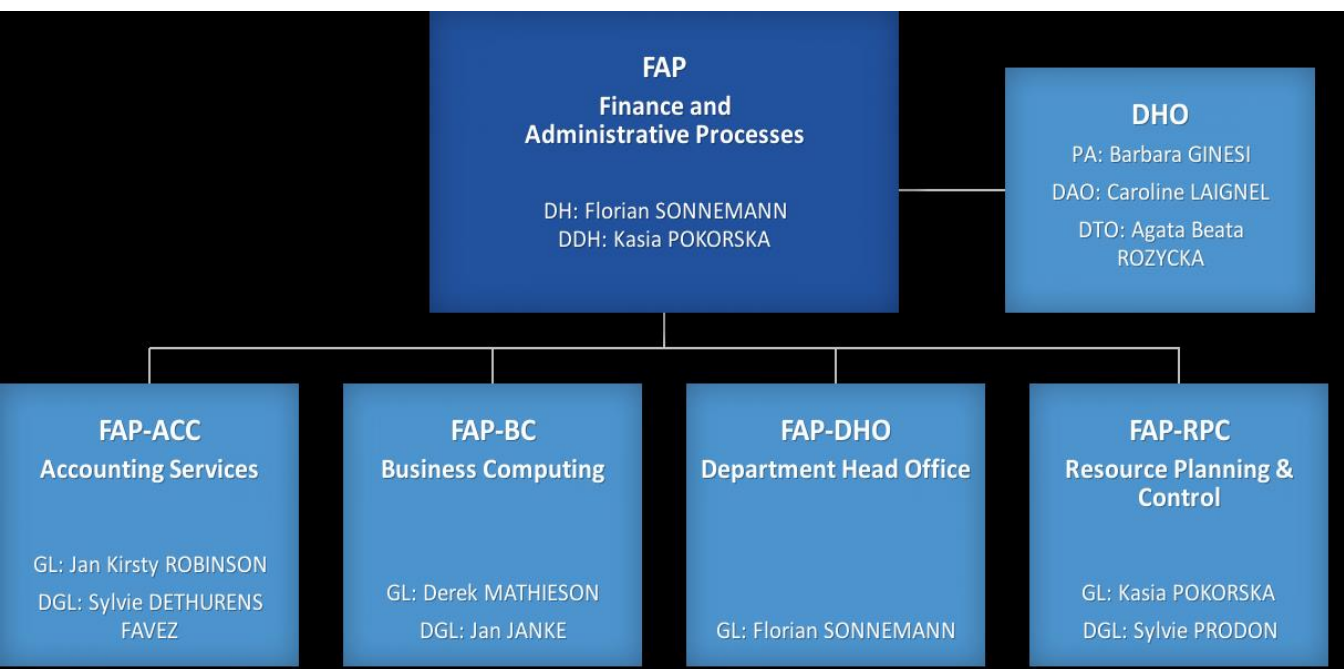 FAP
Finance and
Administrative Processes
DH: Florian SONNEMANN
DDH: Kasia POKORSKA
DHO
PA: Barbara GINESI
DAO: Caroline LAIGNEL
DTO: Agata Beata
ROZYCKA
FAP-ACC
Accounting Services
GL: Jan Kirsty ROBINSON
DGL: Sylvie DETHURENS
FAVEZ
FAP-BC
Business Computing
GL: Derek MATHIESON
DGL: Jan JANKE
FAP-DHO
Department Head Office
GL: Florian SONNEMANN
FAP-RPC
Resource Planning &
Control
GL: Kasia POKORSKA
DGL: Sylvie PRODON